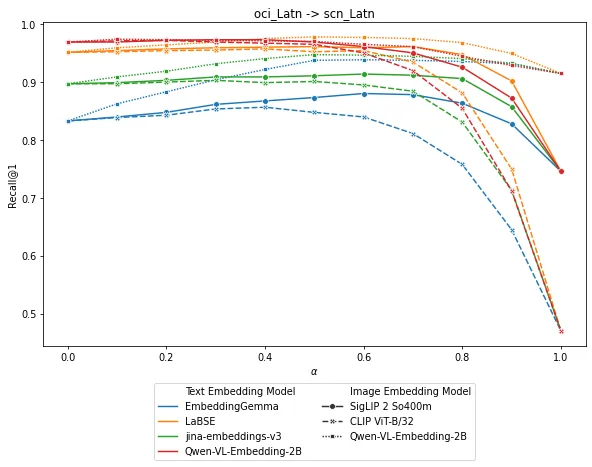 oci_Latn -> scn_Latn
Recall@1
1.0
0.9
0.8
0.7
0.6
0.5
0.0 0.2 0.4 0.6 0.8 1.0
α
Text Embedding Model Image Embedding Model
EmbeddingGemma SigLIP 2 So400m
LaBSE CLIP ViT-B/32
jina-embeddings-v3 Qwen-VL-Embedding-2B
Qwen-VL-Embedding-2B